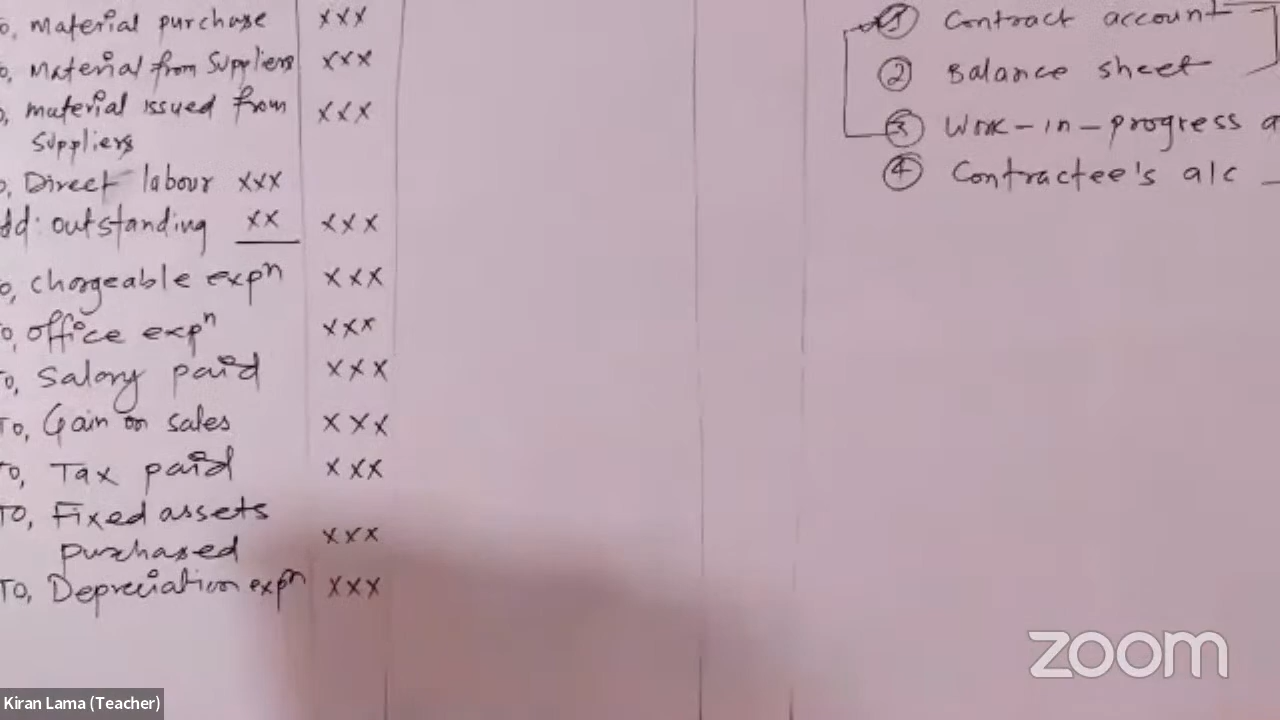 o, Material purchase xxx
o, Material from Suppliers xxx
o, material issued from xxx
Suppliers
o, Direct labour xxx
dd: outstanding xx xxx
o, chargeable expn xxx
To, office expn xxx
To, Salary paid xxx
To, Gain on sales xxx
To, Tax paid xxx
TO, Fixed assets
purchased xxx
TO, Depreciation expn xxx
① Contract account
② Balance sheet
③ Work-in-progress a
④ Contractee's a/c
zoom
Kiran Lama (Teacher)